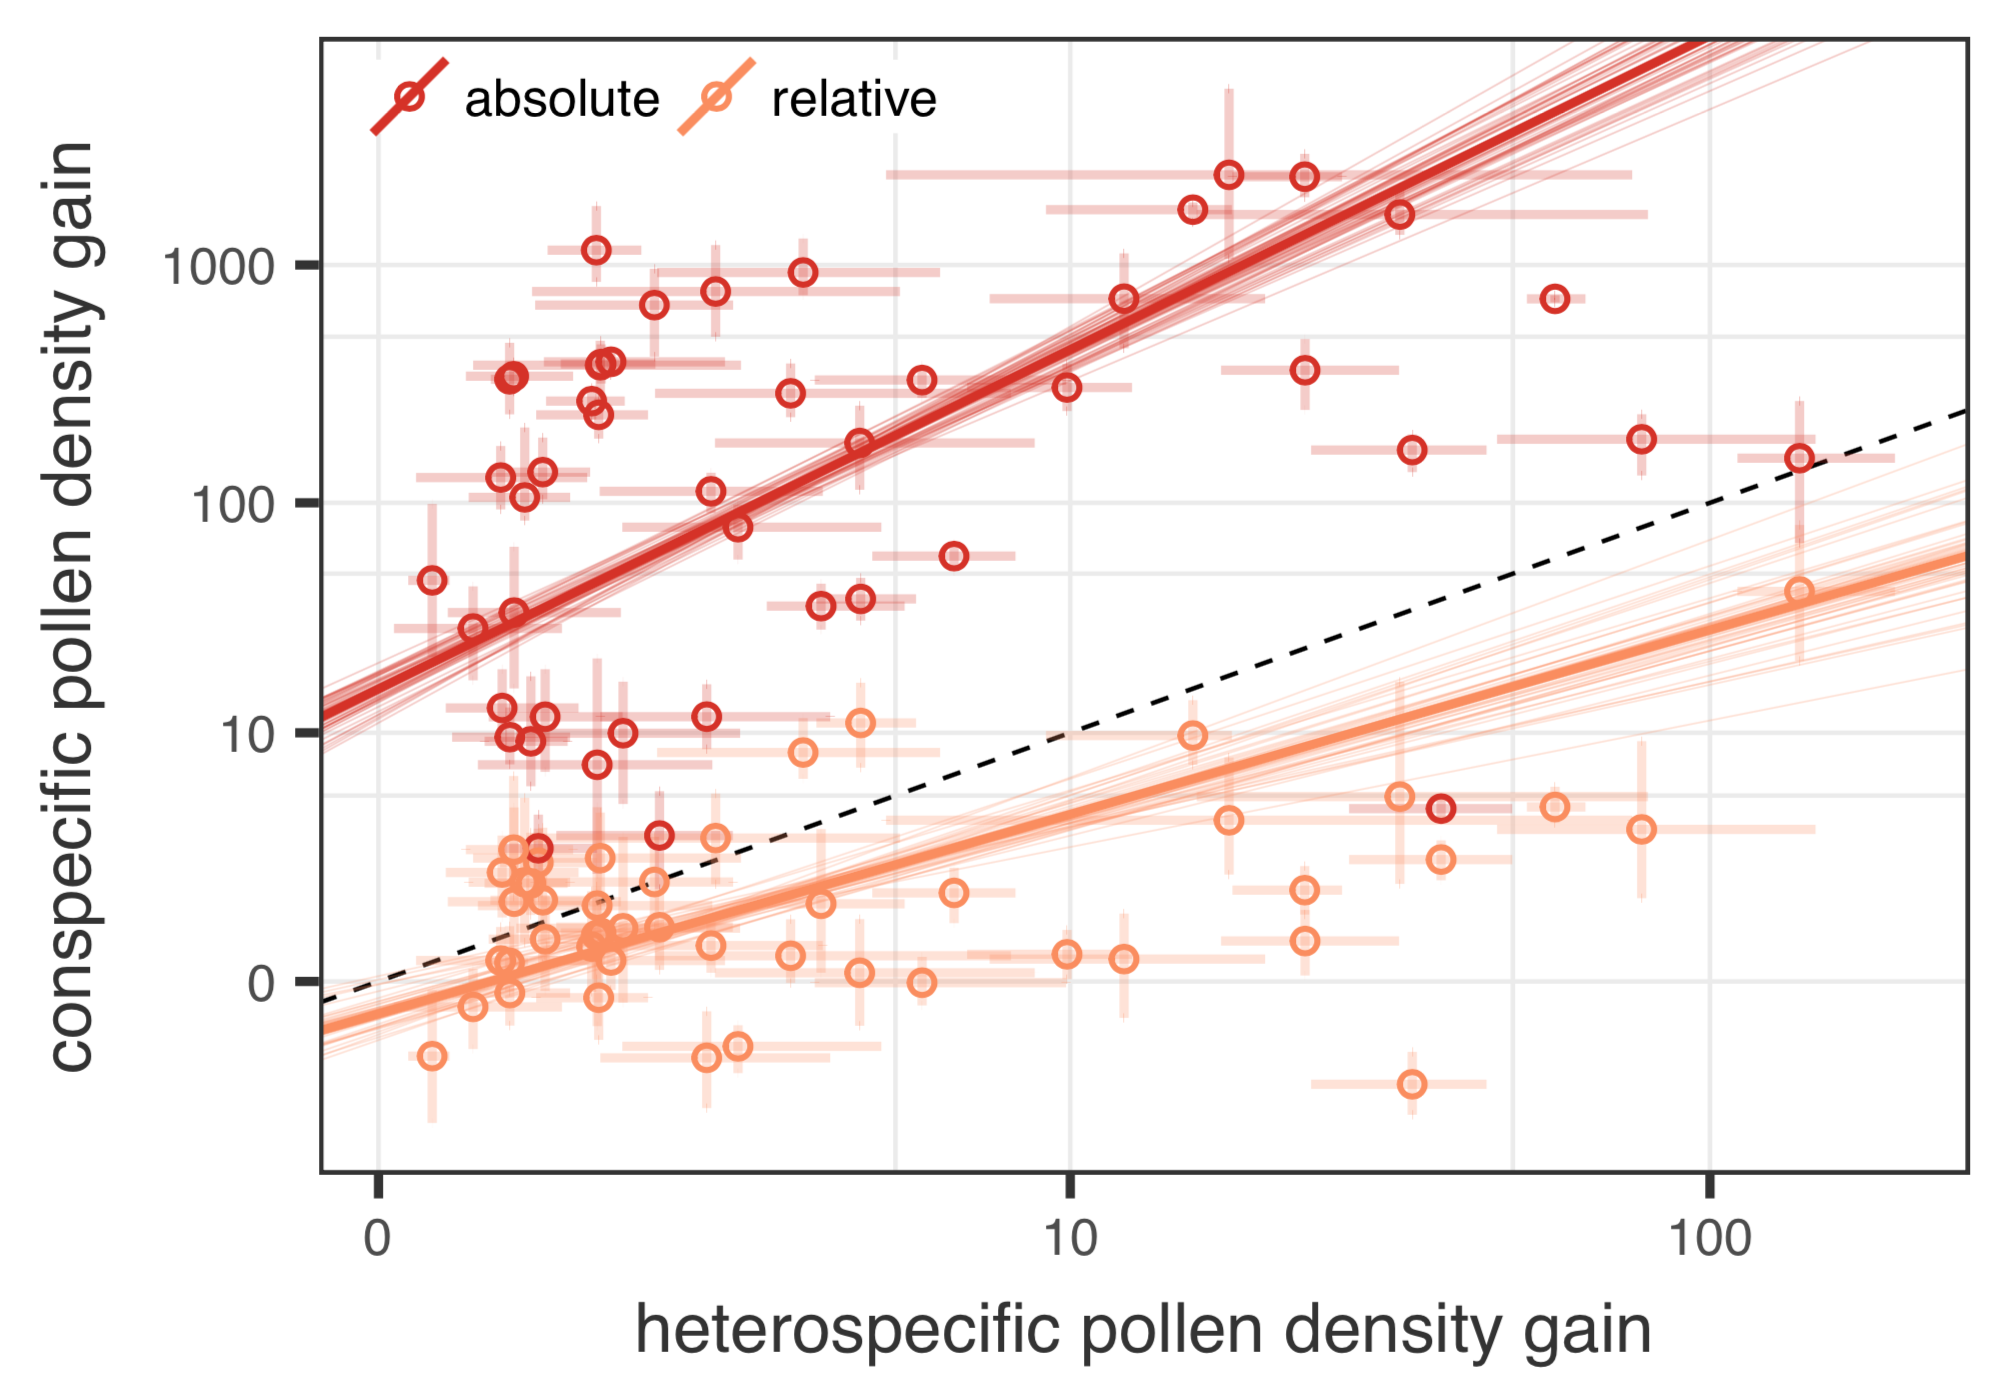 absolute relative
conspecific pollen density gain
1000
100
10
0
0 10 100
heterospecific pollen density gain